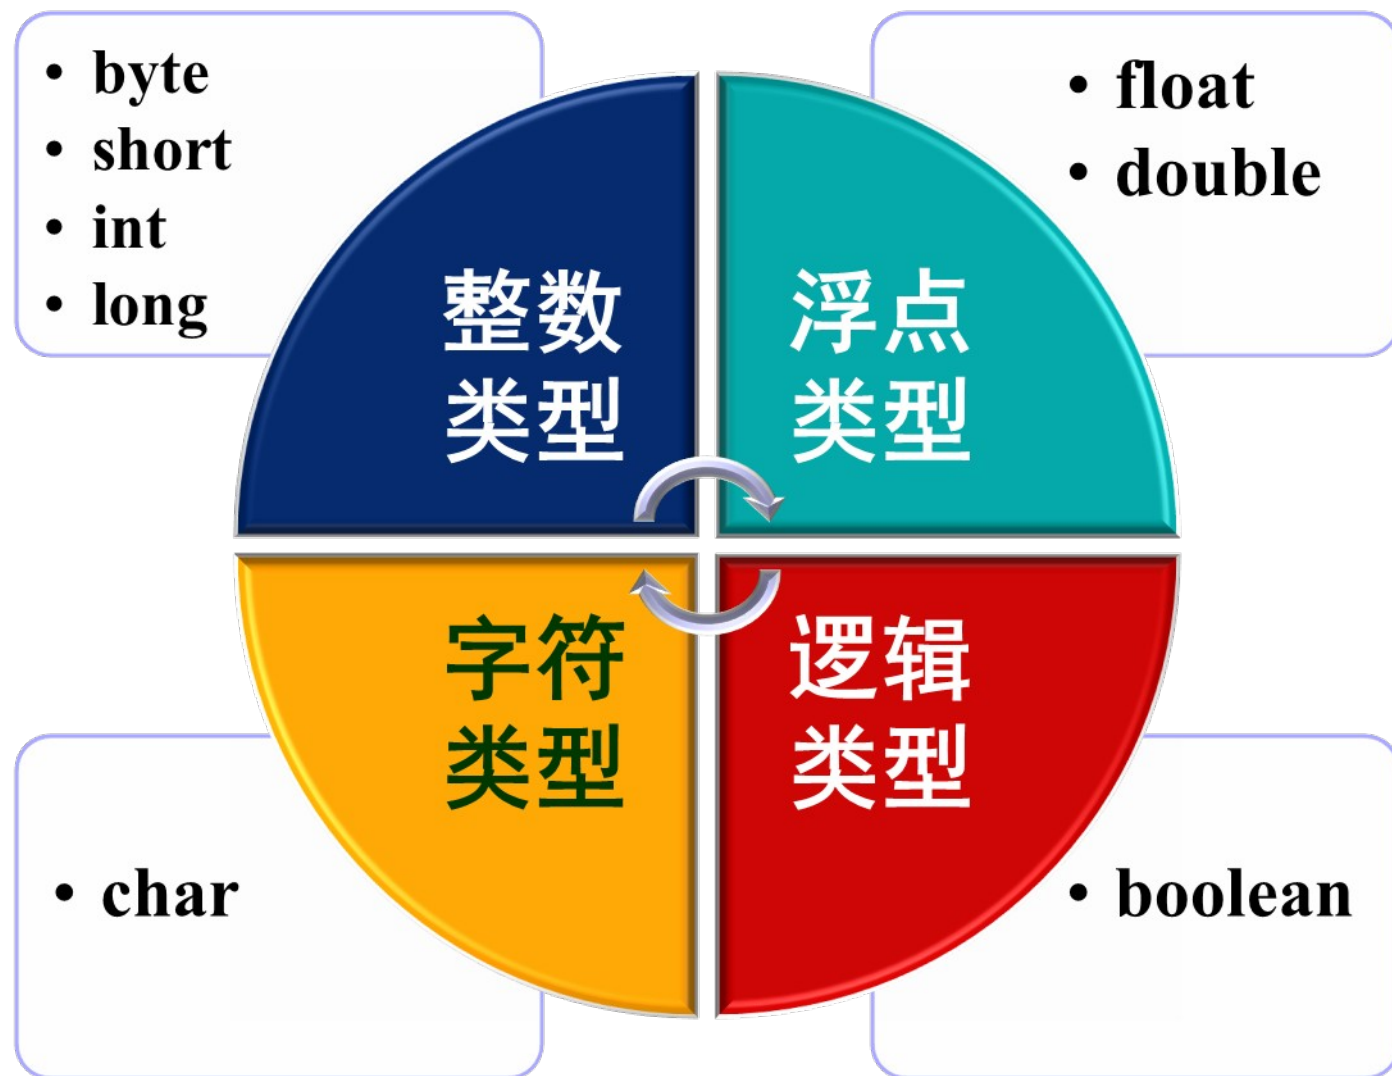 • byte
• short
• int
• long
整数
类型
• float
• double
浮点
类型
字符
类型
• char
逻辑
类型
• boolean